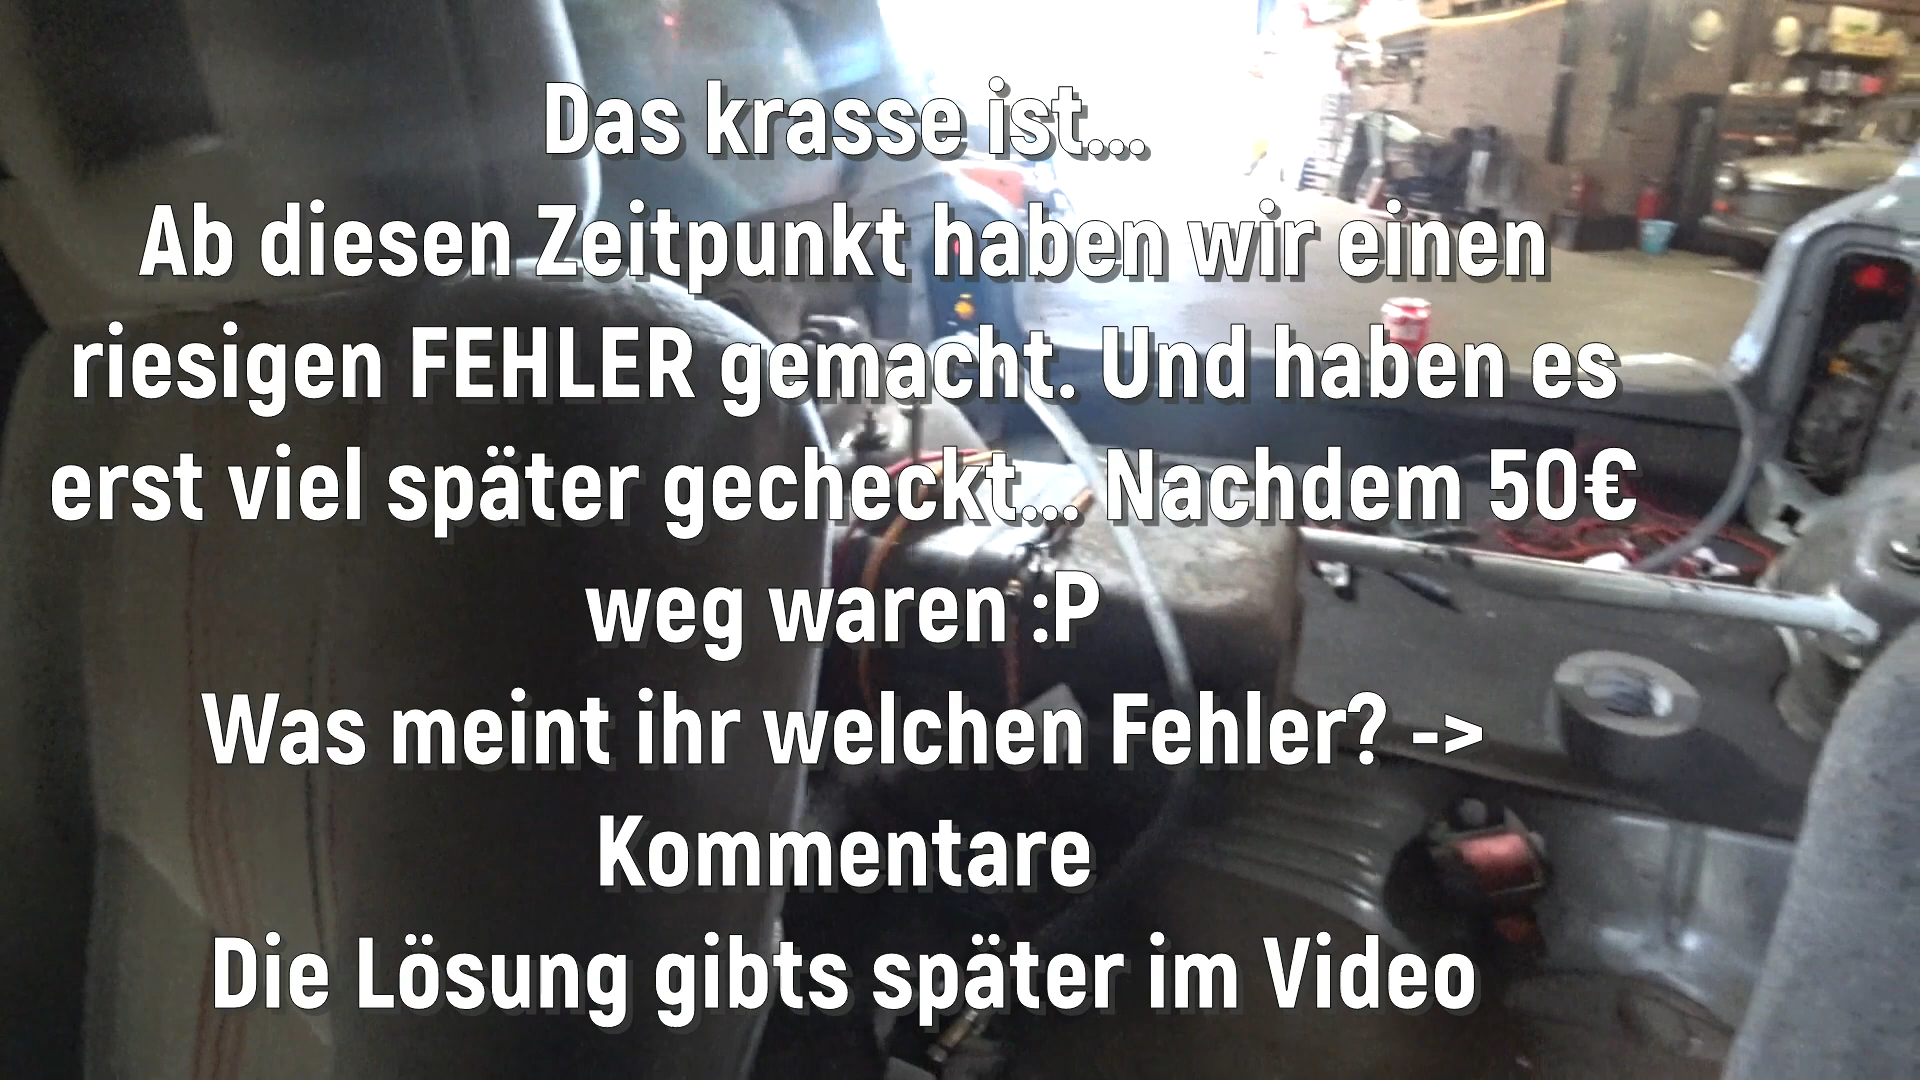 Das krasse ist...
Ab diesen Zeitpunkt haben wir einen
riesigen FEHLER gemacht. Und haben es
erst viel später gecheckt... Nachdem 50€
weg waren :P
Was meint ihr welchen Fehler? ->
Kommentare
Die Lösung gibts später im Video